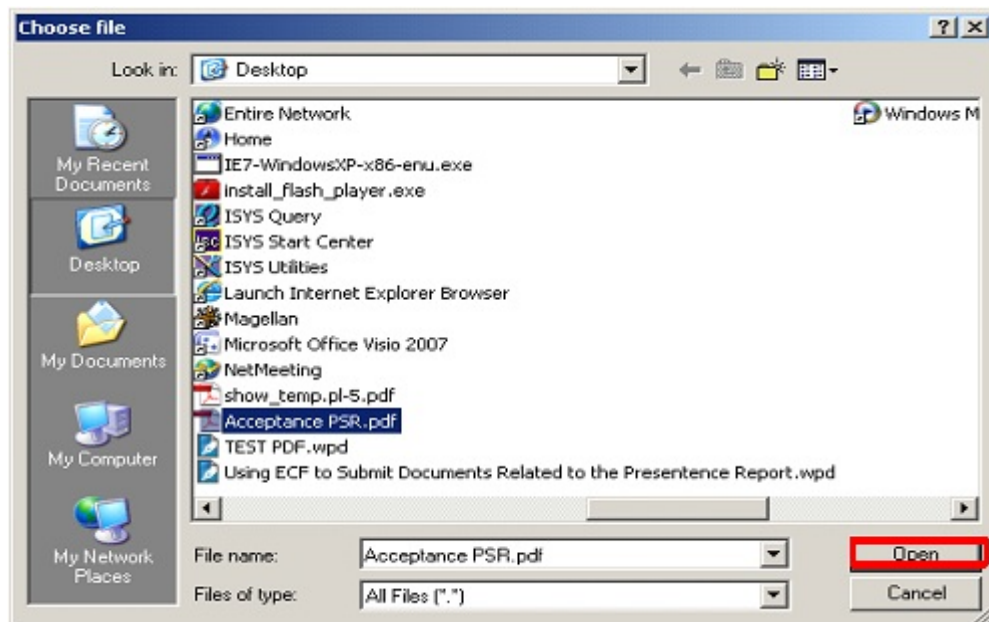 Choose file
Look in:
Desktop
My Recent
Documents
Desktop
My Documents
My Computer
My Network
Places
Entire Network
Home
IE7-WindowsXP-x86-enu.exe
install_flash_player.exe
ISYS Query
ISYS Start Center
ISYS Utilities
Launch Internet Explorer Browser
Magellan
Microsoft Office Visio 2007
NetMeeting
show_temp.pl-5.pdf
Acceptance PSR.pdf
TEST PDF.wpd
Using ECF to Submit Documents Related to the Presentence Report.wpd
Windows M
File name:
Acceptance PSR.pdf
Open
Files of type:
All Files (*.*)
Cancel